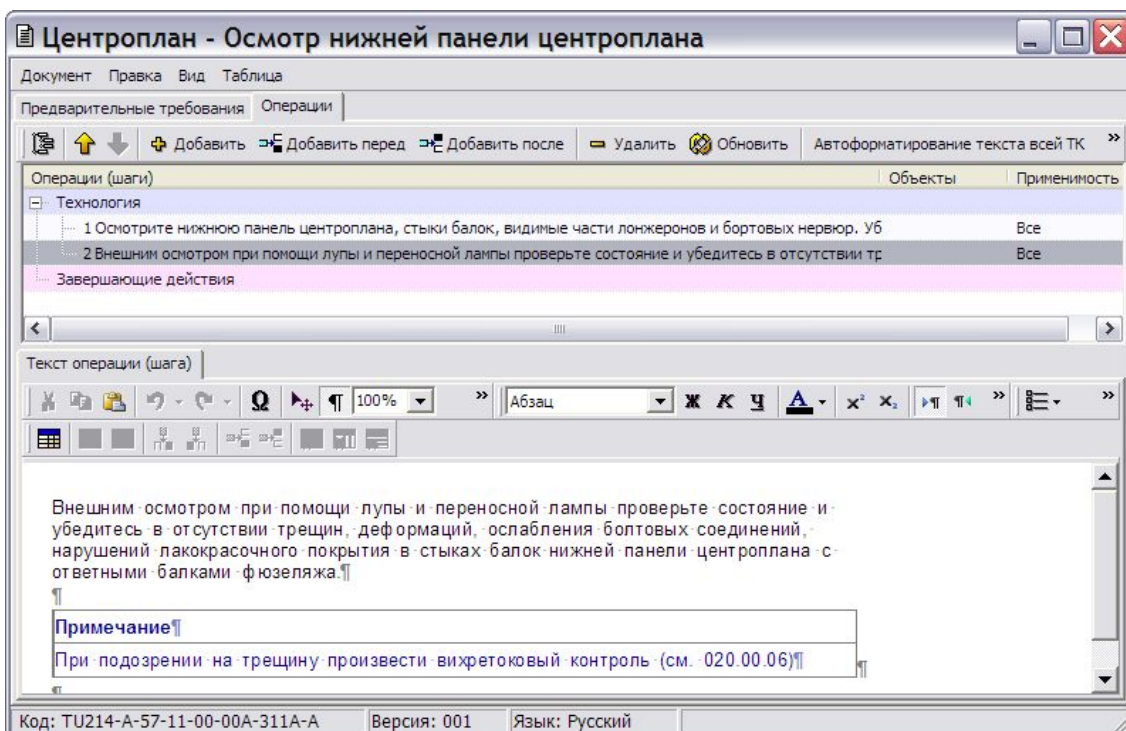 Центроплан - Осмотр нижней панели центроплана
Документ Правка Вид Таблица
Предварительные требования Операции
Добавить Добавить перед Добавить после Удалить Обновить Автоформатирование текста всей ТК »
Операции (шаги) Объекты Применимость
Технология
1 Осмотрите нижнюю панель центроплана, стыки балок, видимые части лонжеронов и бортовых нервюр. Уб Все
2 Внешним осмотром при помощи лупы и переносной лампы проверьте состояние и убедитесь в отсутствии тр Все
Завершающие действия
Текст операции (шага)
Ω ¶ 100% » Абзац Ж К Ч А x² x₂ ¶ ¶ » »
Внешним осмотром при помощи лупы и переносной лампы проверьте состояние и
убедитесь в отсутствии трещин, деформаций, ослабления болтовых соединений,
нарушений лакокрасочного покрытия в стыках балок нижней панели центроплана с
ответными балками фюзеляжа.¶
¶
Примечание¶
При подозрении на трещину произвести вихретоковый контроль (см. 020.00.06)¶
¶
¶
Код: TU214-A-57-11-00-00A-311A-A Версия: 001 Язык: Русский